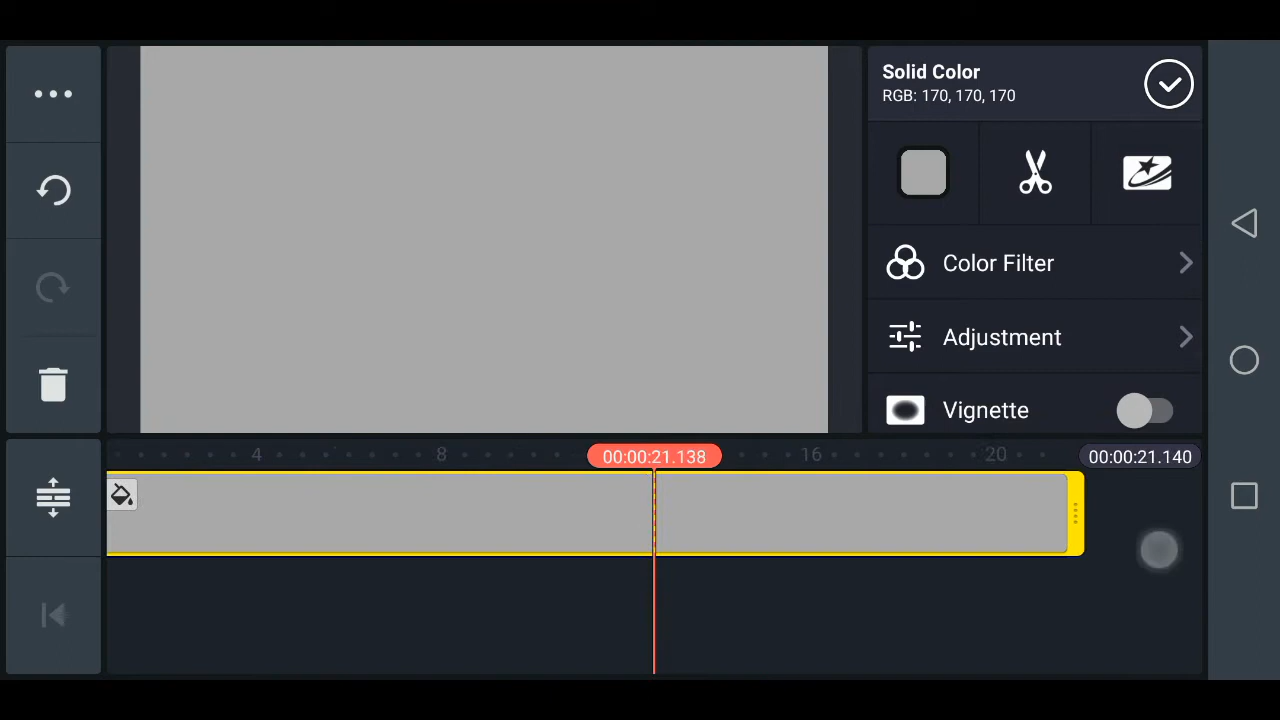 Solid Color
RGB: 170, 170, 170
Color Filter
Adjustment
Vignette
4
8
00:00:21.138
16
20
00:00:21.140